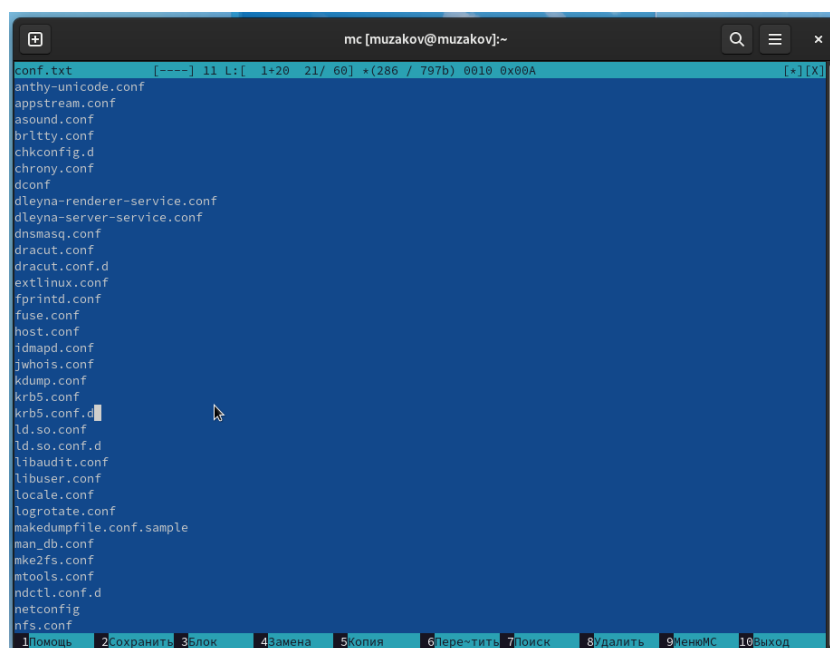 mc [muzakov@muzakov]:~
conf.txt [----] 11 L:[ 1+20 21/ 60] *(286 / 797b) 0010 0x00A [*][X]
anthy-unicode.conf
appstream.conf
asound.conf
brltty.conf
chkconfig.d
chrony.conf
dconf
dleyna-renderer-service.conf
dleyna-server-service.conf
dnsmasq.conf
dracut.conf
dracut.conf.d
extlinux.conf
fprintd.conf
fuse.conf
host.conf
idmapd.conf
jwhois.conf
kdump.conf
krb5.conf
krb5.conf.d
ld.so.conf
ld.so.conf.d
libaudit.conf
libuser.conf
locale.conf
logrotate.conf
makedumpfile.conf.sample
man_db.conf
mke2fs.conf
mtools.conf
ndctl.conf.d
netconfig
nfs.conf
1Помощь 2Сохранить 3Блок 4Замена 5Копия 6Пере~тить 7Поиск 8Удалить 9МенюMC 10Выход